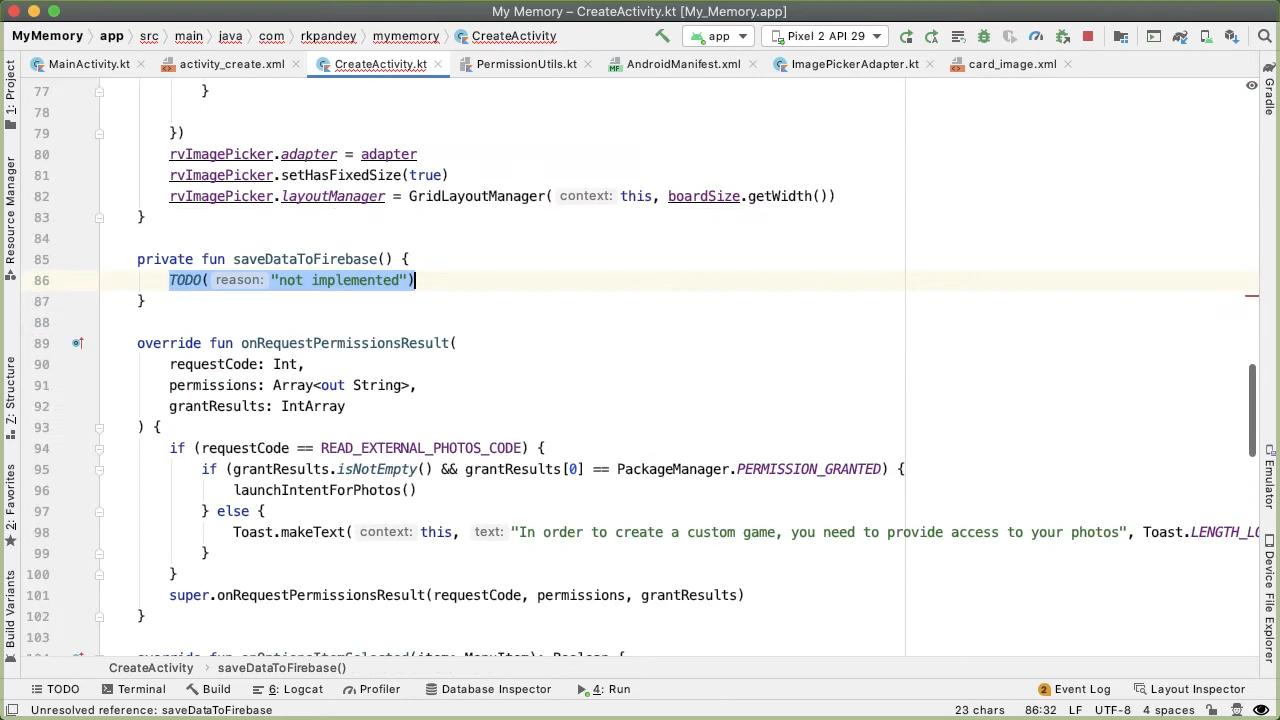 My Memory – CreateActivity.kt [My_Memory.app]
MyMemory app src main java com rkpandey mymemory CreateActivity app Pixel 2 API 29
MainActivity.kt activity_create.xml CreateActivity.kt PermissionUtils.kt AndroidManifest.xml ImagePickerAdapter.kt card_image.xml
77 }
78
79 })
80 rvImagePicker.adapter = adapter
81 rvImagePicker.setHasFixedSize(true)
82 rvImagePicker.layoutManager = GridLayoutManager( context: this, boardSize.getWidth())
83 }
84
85 private fun saveDataToFirebase() {
86 TODO( reason: "not implemented")
87 }
88
89 override fun onRequestPermissionsResult(
90 requestCode: Int,
91 permissions: Array<out String>,
92 grantResults: IntArray
93 ) {
94 if (requestCode == READ_EXTERNAL_PHOTOS_CODE) {
95 if (grantResults.isNotEmpty() && grantResults[0] == PackageManager.PERMISSION_GRANTED) {
96 launchIntentForPhotos()
97 } else {
98 Toast.makeText( context: this, text: "In order to create a custom game, you need to provide access to your photos", Toast.LENGTH_LO
99 }
100 }
101 super.onRequestPermissionsResult(requestCode, permissions, grantResults)
102 }
103
1: Project
Resource Manager
7: Structure
2: Favorites
Build Variants
Gradle
Emulator
Device File Explorer
CreateActivity saveDataToFirebase()
TODO Terminal Build 6: Logcat Profiler Database Inspector 4: Run 2 Event Log Layout Inspector
Unresolved reference: saveDataToFirebase 23 chars 86:32 LF UTF-8 4 spaces